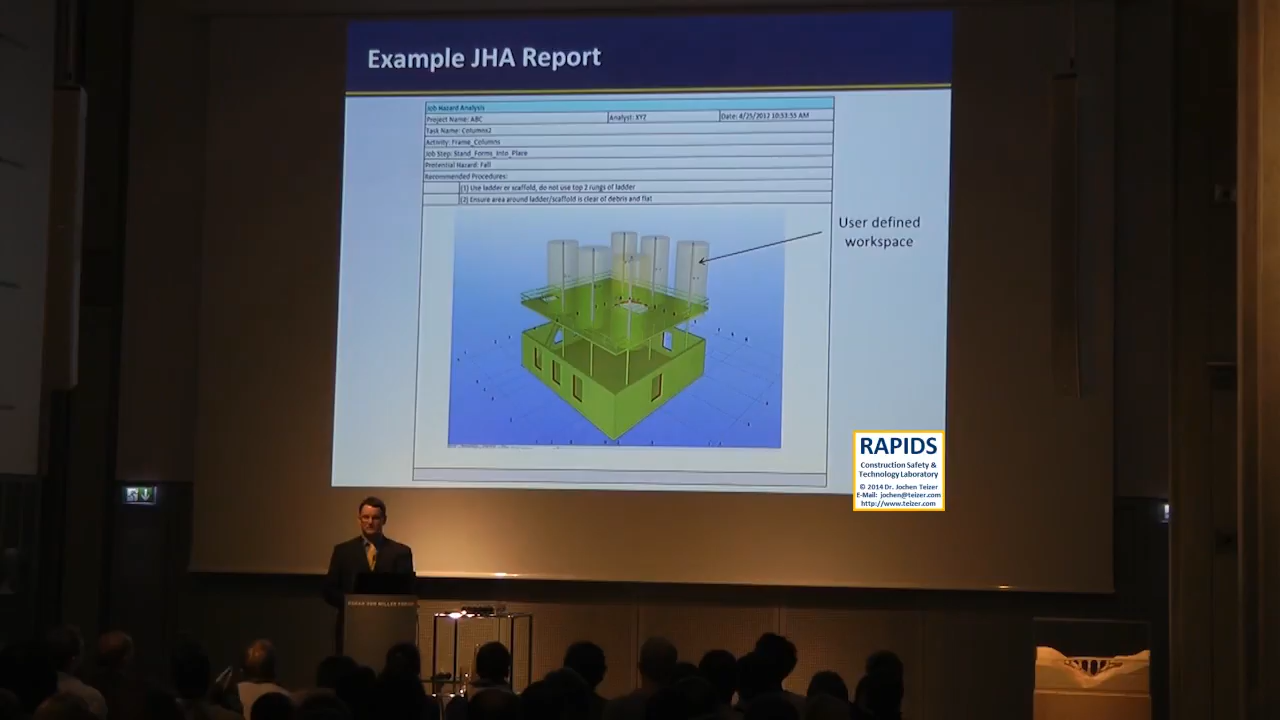 Example JHA Report
Job Hazard Analysis
Project Name: ABC Analyst: XYZ Date: 4/25/2012 10:53:55 AM
Task Name: Columns2
Activity: Frame_Columns
Job Step: Stand_Forms_Into_Place
Protential Hazard: Fall
Recommended Procedures:
(1) Use ladder or scaffold, do not use top 2 rungs of ladder
(2) Ensure area around ladder/scaffold is clear of debris and flat
User defined
workspace
RAPIDS
Construction Safety &
Technology Laboratory
© 2014 Dr. Jochen Teizer
E-Mail: jochen@teizer.com
http://www.teizer.com